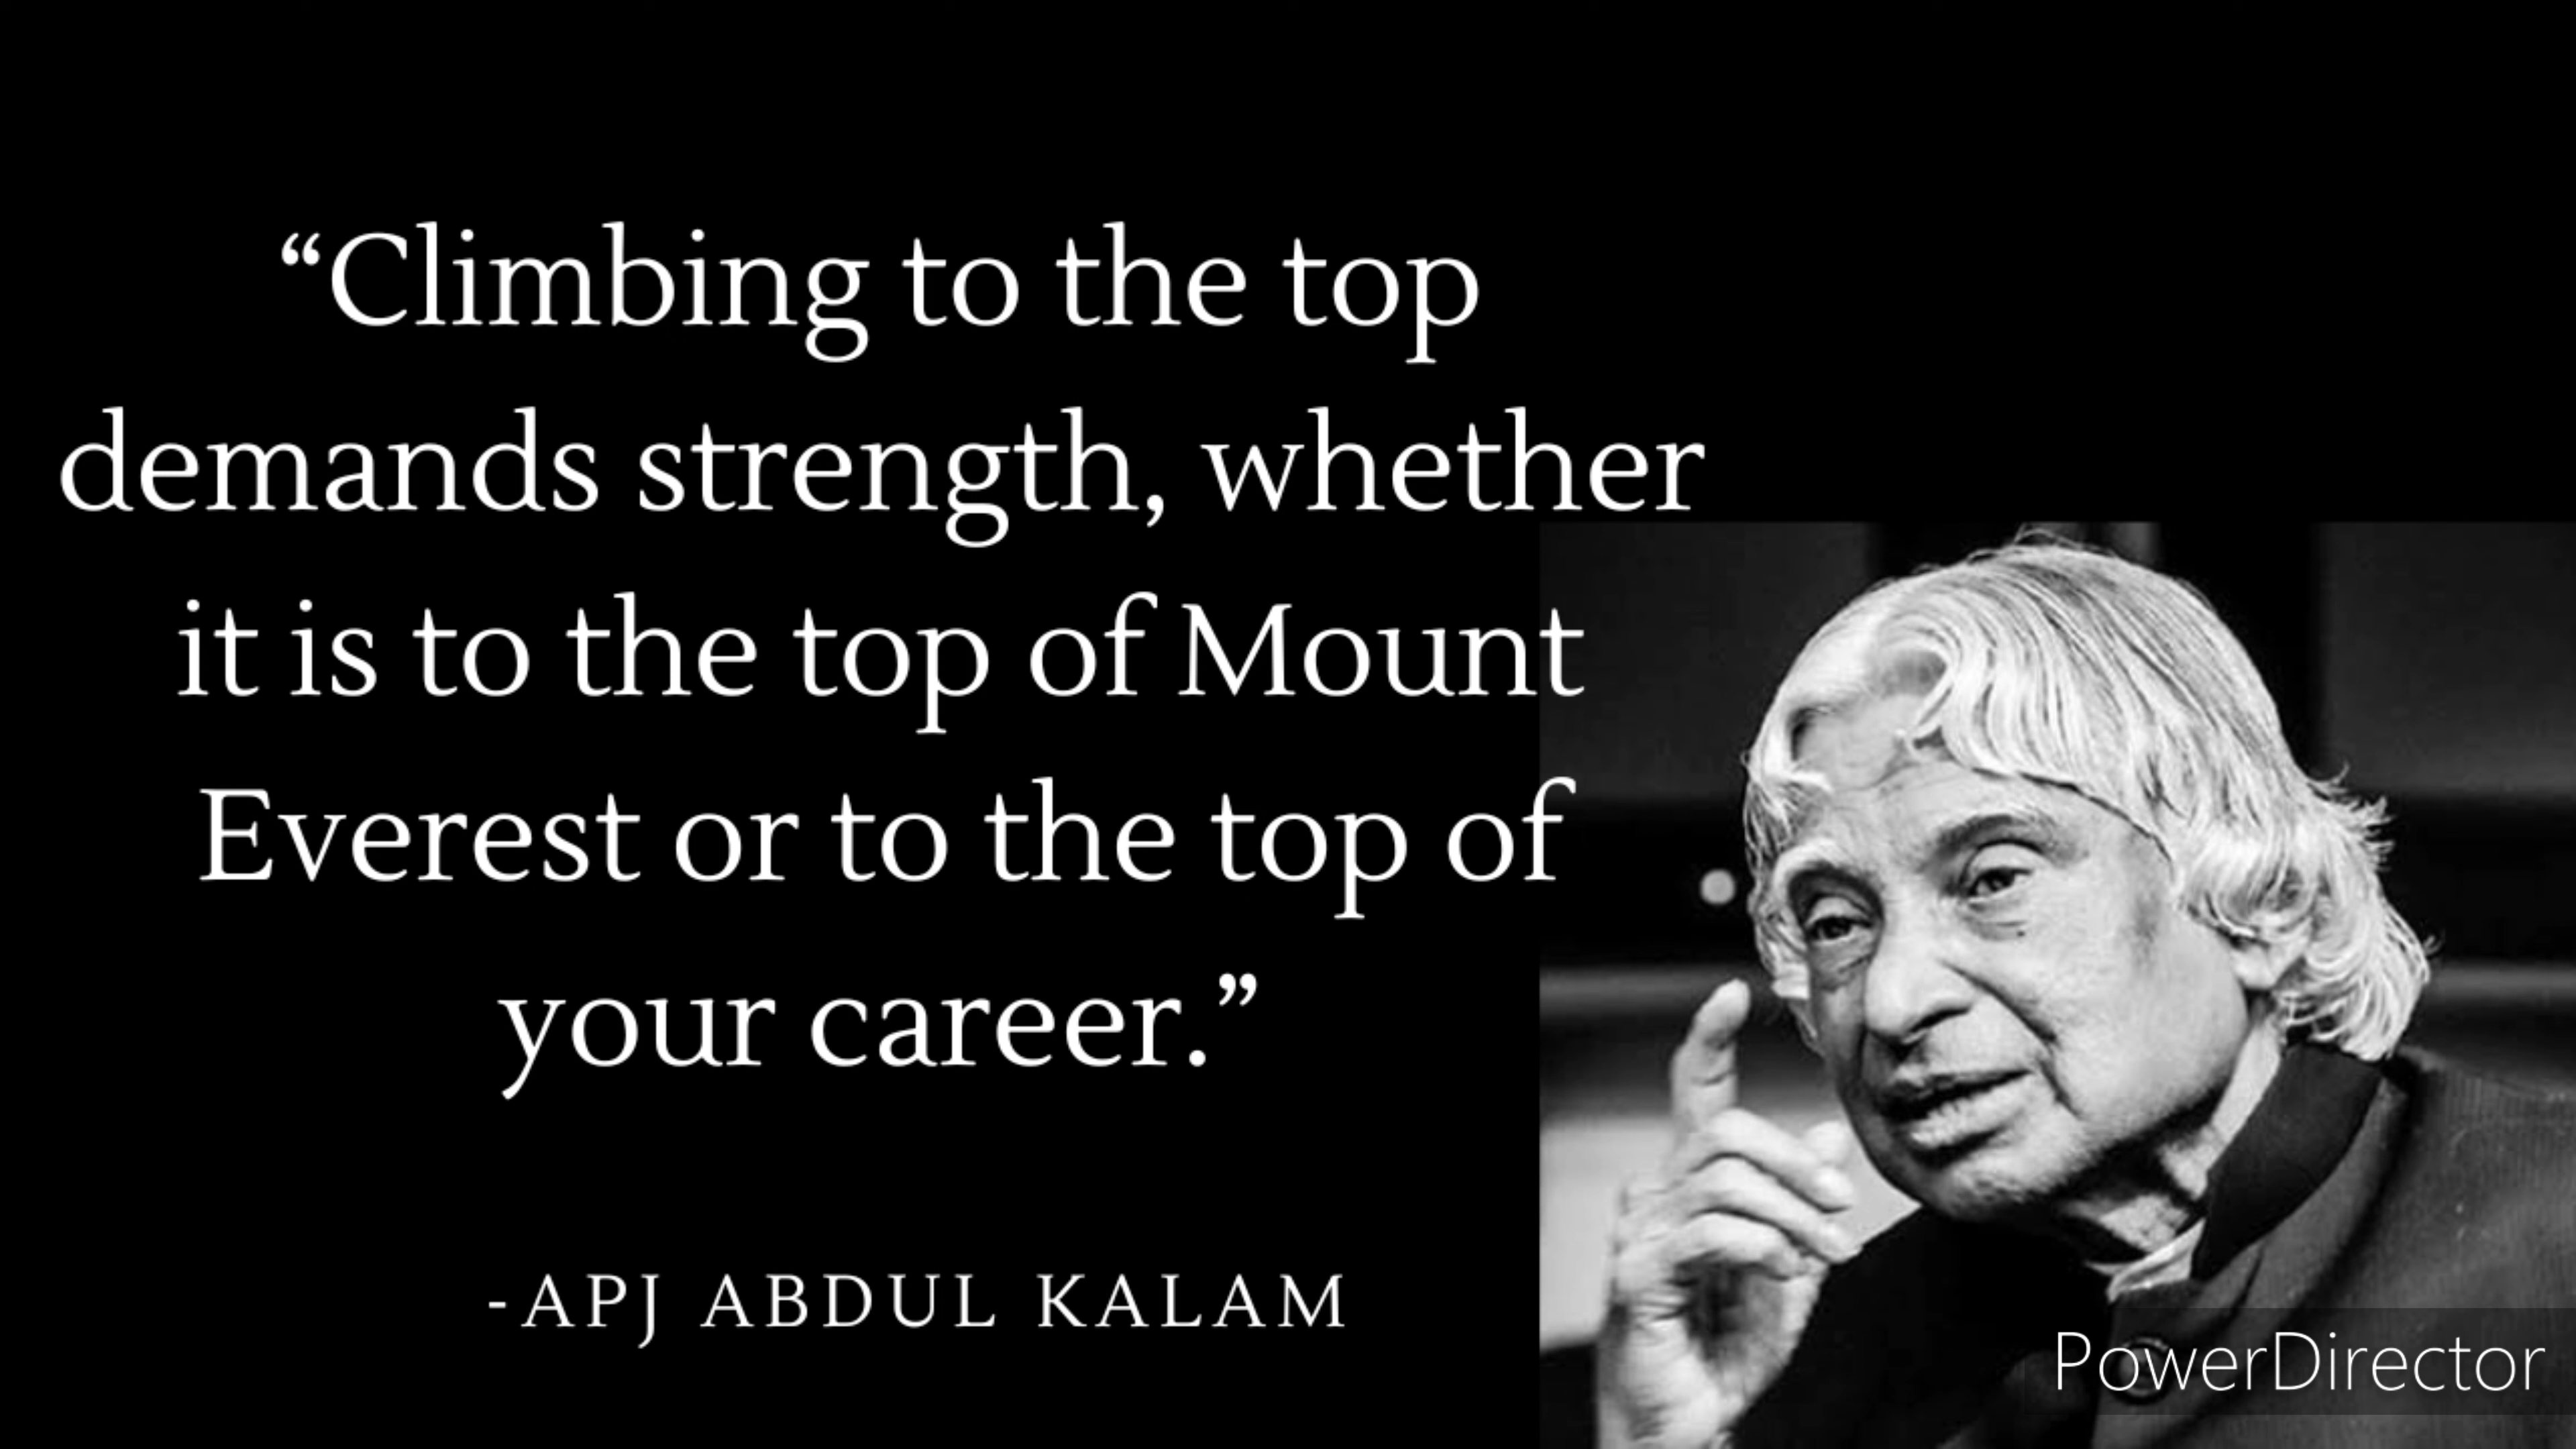 “Climbing to the top
demands strength, whether
it is to the top of Mount
Everest or to the top of
your career.”
-APJ ABDUL KALAM
PowerDirector